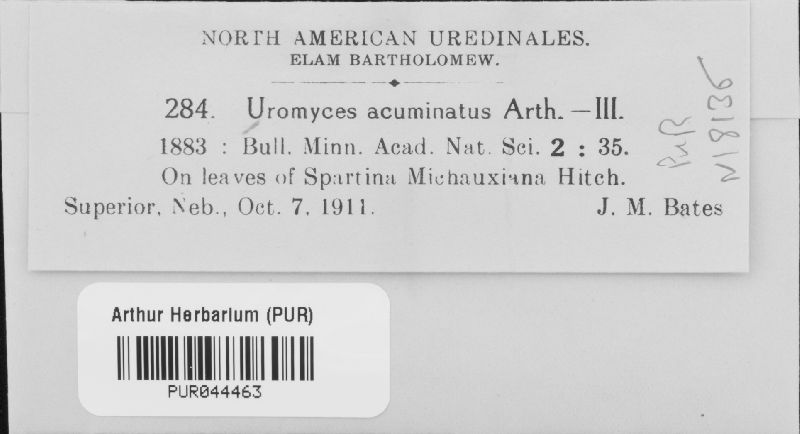 NORTH AMERICAN UREDINALES.
ELAM BARTHOLOMEW.
284. Uromyces acuminatus Arth. —III.
1883 : Bull. Minn. Acad. Nat. Sci. 2 : 35.
On leaves of Spartina Michauxiana Hitch.
Superior, Neb., Oct. 7, 1911. J. M. Bates
PUR
N18136
Arthur Herbarium (PUR)
PUR044463